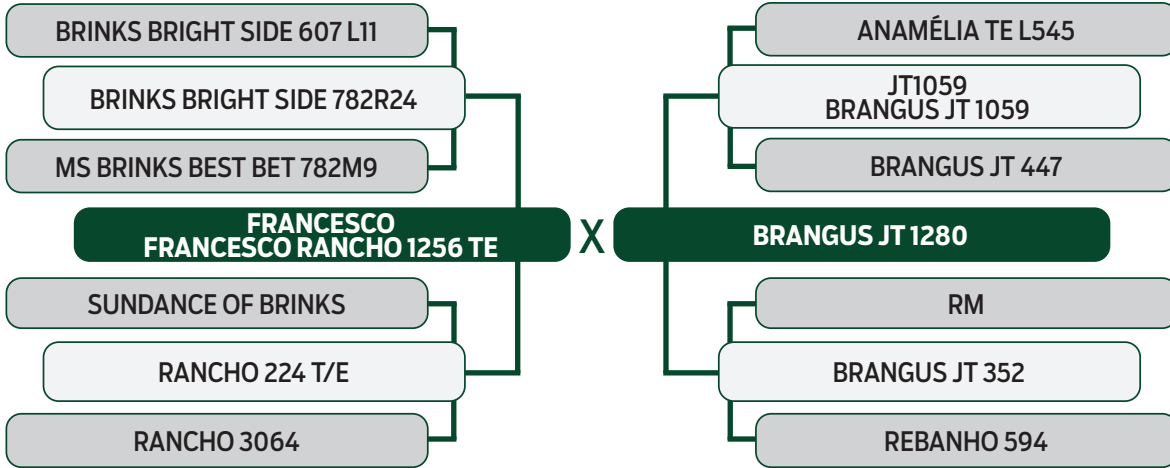 BRINKS BRIGHT SIDE 607 L11
BRINKS BRIGHT SIDE 782R24
MS BRINKS BEST BET 782M9
FRANCESCO
FRANCESCO RANCHO 1256 TE
SUNDANCE OF BRINKS
RANCHO 224 T/E
RANCHO 3064
X
ANAMÉLIA TE L545
JT1059
BRANGUS JT 1059
BRANGUS JT 447
BRANGUS JT 1280
RM
BRANGUS JT 352
REBANHO 594